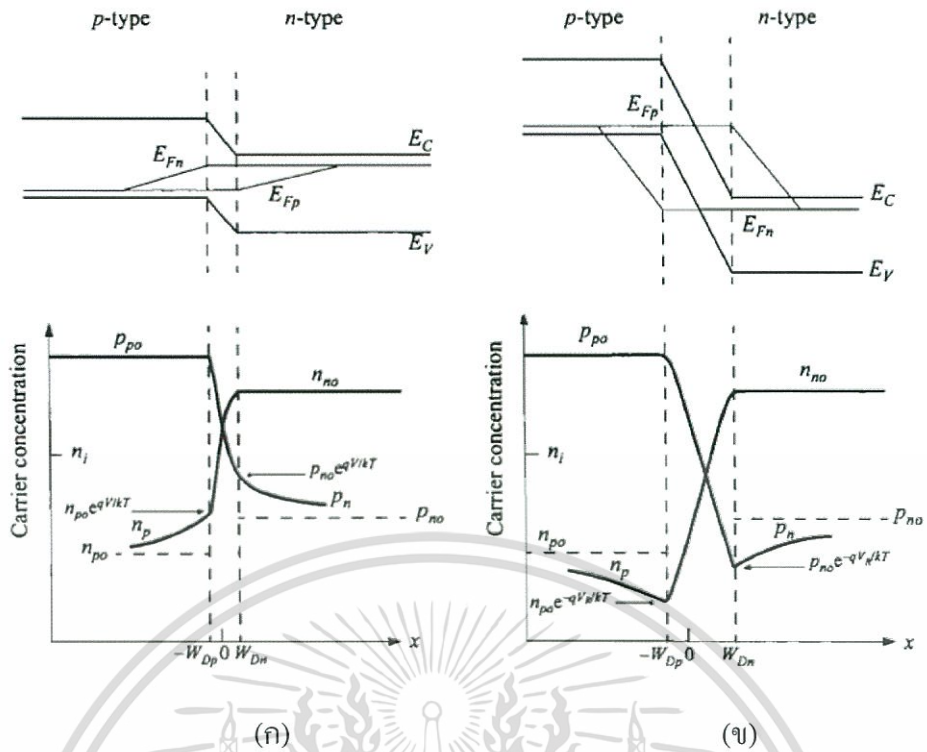 p-type n-type
E_C
E_Fn
E_Fp
E_V
Carrier concentration
p_po
n_no
n_i
p_no e^qV/kT
n_po e^qV/kT
n_p
p_n
p_no
n_po
−W_Dp 0 W_Dn x
(ก)
p-type n-type
E_Fp
E_C
E_Fn
E_V
Carrier concentration
p_po
n_no
n_i
p_no
n_po
p_n
n_p
p_no e^−qV_R/kT
n_po e^−qV_R/kT
−W_Dp 0 W_Dn x
(ข)